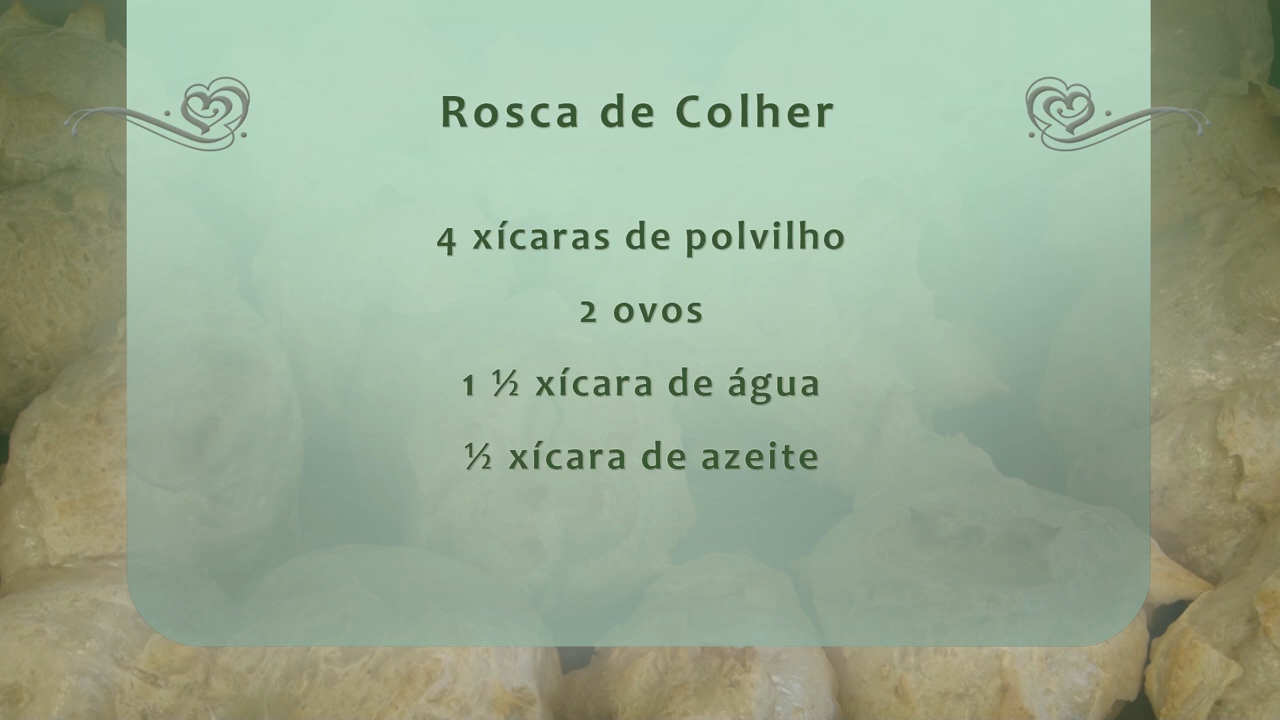 Rosca de Colher
4 xícaras de polvilho
2 ovos
1 ½ xícara de água
½ xícara de azeite